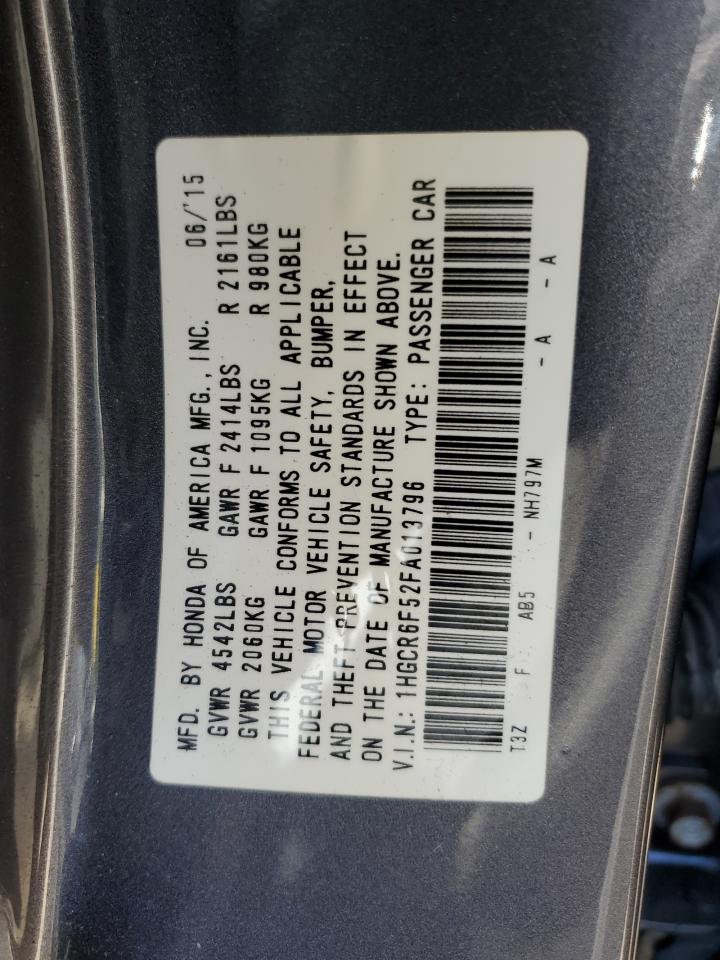 MFD. BY HONDA OF AMERICA MFG., INC. 06/'15
GVWR 4542LBS GAWR F 2414LBS R 2161LBS
GVWR 2060KG GAWR F 1095KG R 980KG
THIS VEHICLE CONFORMS TO ALL APPLICABLE
FEDERAL MOTOR VEHICLE SAFETY, BUMPER,
AND THEFT PREVENTION STANDARDS IN EFFECT
ON THE DATE OF MANUFACTURE SHOWN ABOVE.
V.I.N.: 1HGCR6F52FA013796 TYPE: PASSENGER CAR
T3Z F AB5 - NH797M - A - A